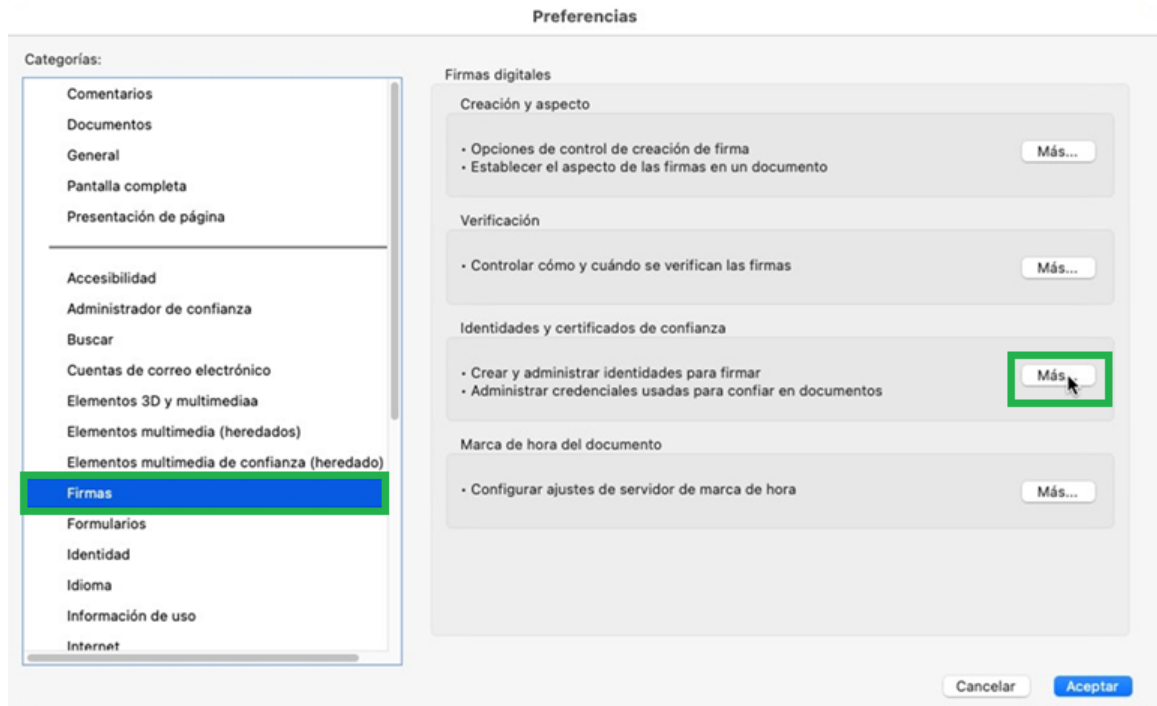 Preferencias
Categorías:
Comentarios
Documentos
General
Pantalla completa
Presentación de página
Accesibilidad
Administrador de confianza
Buscar
Cuentas de correo electrónico
Elementos 3D y multimediaa
Elementos multimedia (heredados)
Elementos multimedia de confianza (heredado)
Firmas
Formularios
Identidad
Idioma
Información de uso
Internet
Firmas digitales
Creación y aspecto
• Opciones de control de creación de firma
• Establecer el aspecto de las firmas en un documento
Más...
Verificación
• Controlar cómo y cuándo se verifican las firmas
Más...
Identidades y certificados de confianza
• Crear y administrar identidades para firmar
• Administrar credenciales usadas para confiar en documentos
Más...
Marca de hora del documento
• Configurar ajustes de servidor de marca de hora
Más...
Cancelar
Aceptar